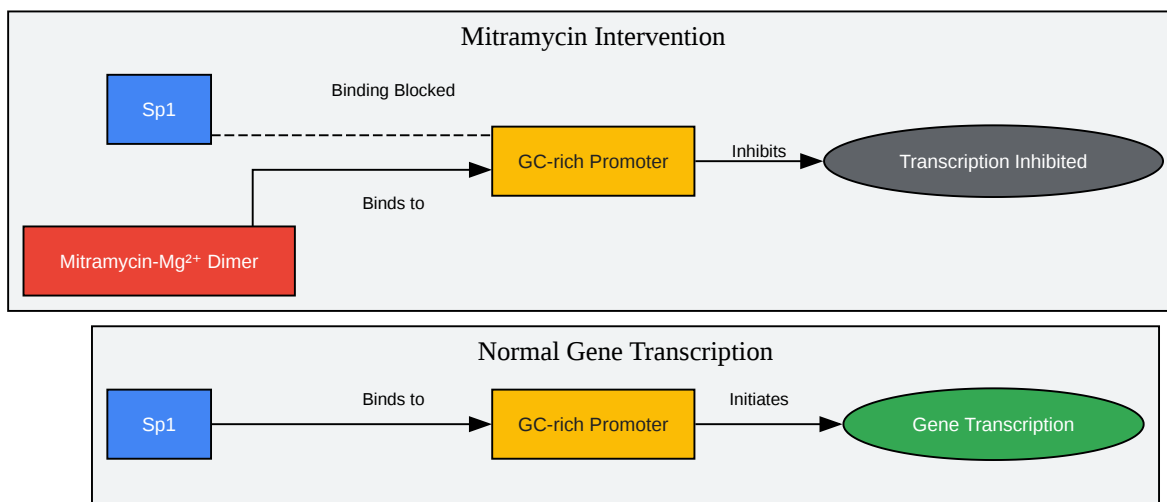 Mitramycin Intervention
Sp1
Binding Blocked
GC-rich Promoter
Inhibits
Transcription Inhibited
Binds to
Mitramycin-Mg²⁺ Dimer
Normal Gene Transcription
Sp1
Binds to
GC-rich Promoter
Initiates
Gene Transcription